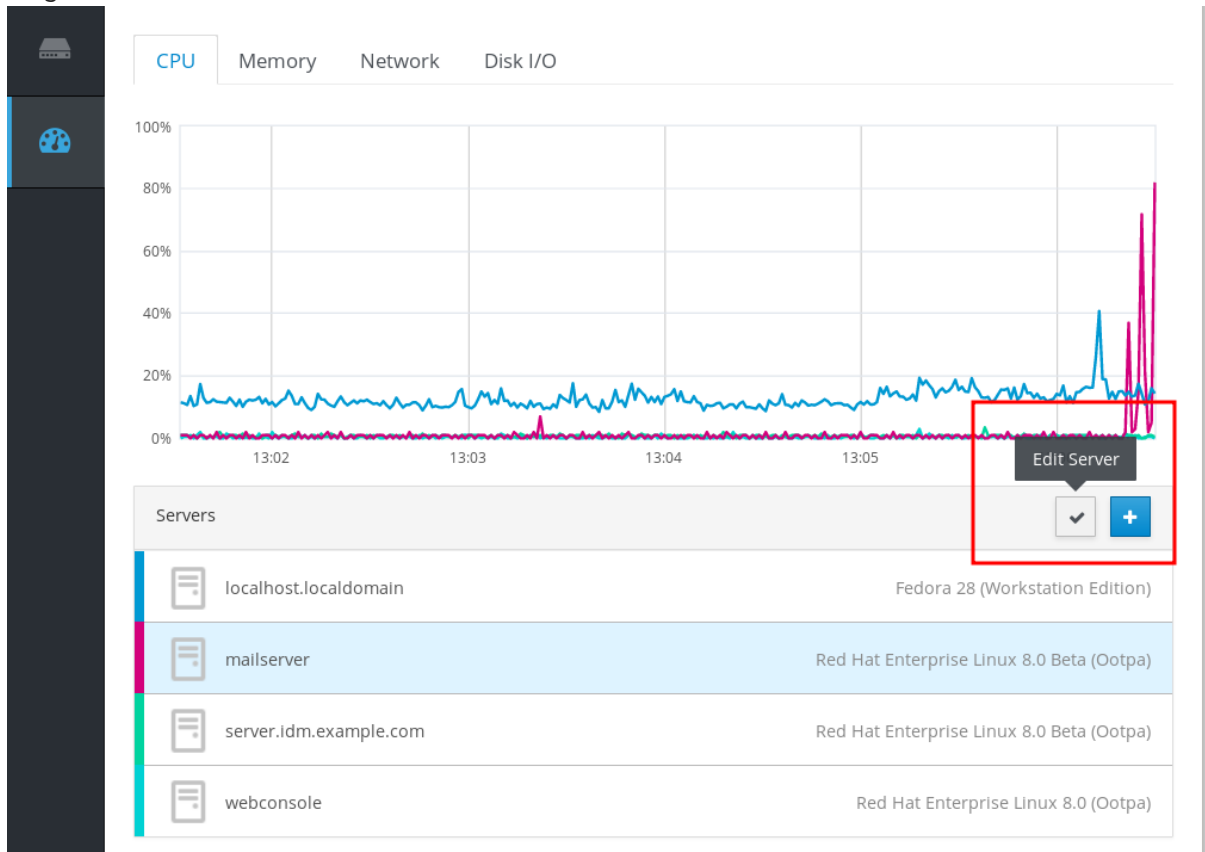 CPU Memory Network Disk I/O
100%
80%
60%
40%
20%
0%
13:02 13:03 13:04 13:05
Edit Server
Servers
localhost.localdomain Fedora 28 (Workstation Edition)
mailserver Red Hat Enterprise Linux 8.0 Beta (Ootpa)
server.idm.example.com Red Hat Enterprise Linux 8.0 Beta (Ootpa)
webconsole Red Hat Enterprise Linux 8.0 (Ootpa)